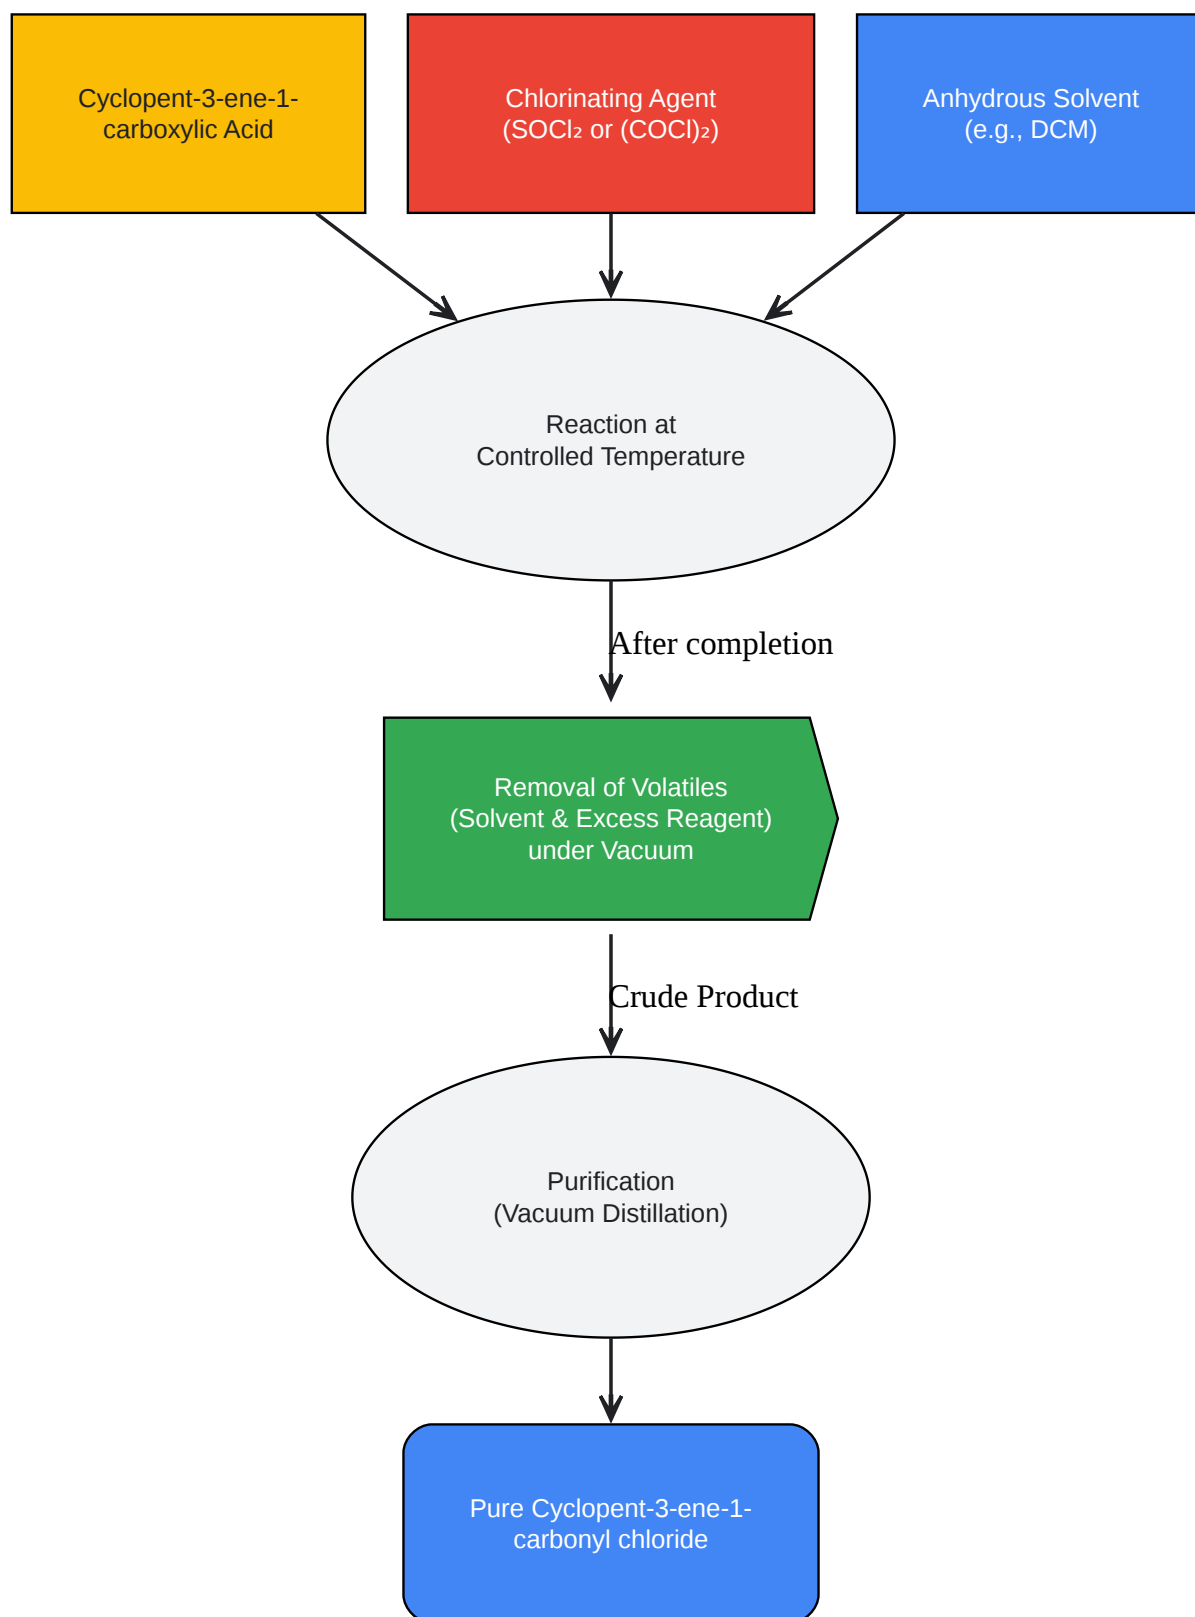 Cyclopent-3-ene-1-
carboxylic Acid
Chlorinating Agent
(SOCl₂ or (COCl)₂)
Anhydrous Solvent
(e.g., DCM)
Reaction at
Controlled Temperature
After completion
Removal of Volatiles
(Solvent & Excess Reagent)
under Vacuum
Crude Product
Purification
(Vacuum Distillation)
Pure Cyclopent-3-ene-1-
carbonyl chloride